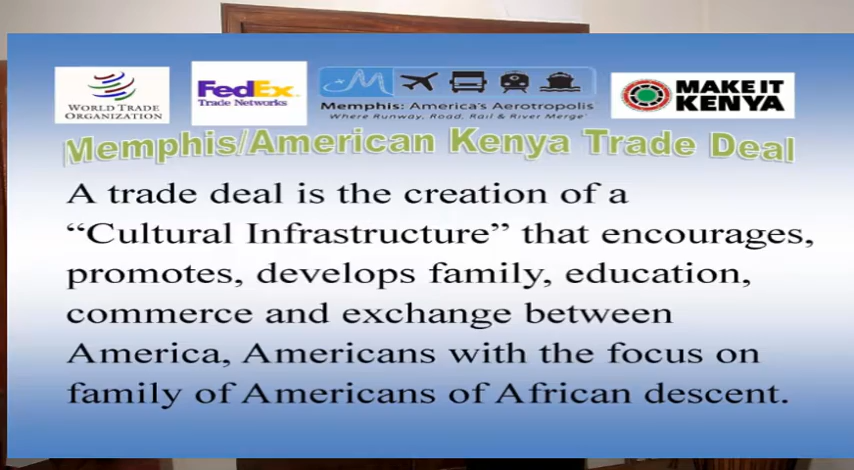 WORLD TRADE
ORGANIZATION
FedEx
Trade Networks
Memphis: America's Aerotropolis
Where Runway, Road, Rail & River Merge
MAKE IT
KENYA
Memphis/American Kenya Trade Deal
A trade deal is the creation of a
“Cultural Infrastructure” that encourages,
promotes, develops family, education,
commerce and exchange between
America, Americans with the focus on
family of Americans of African descent.